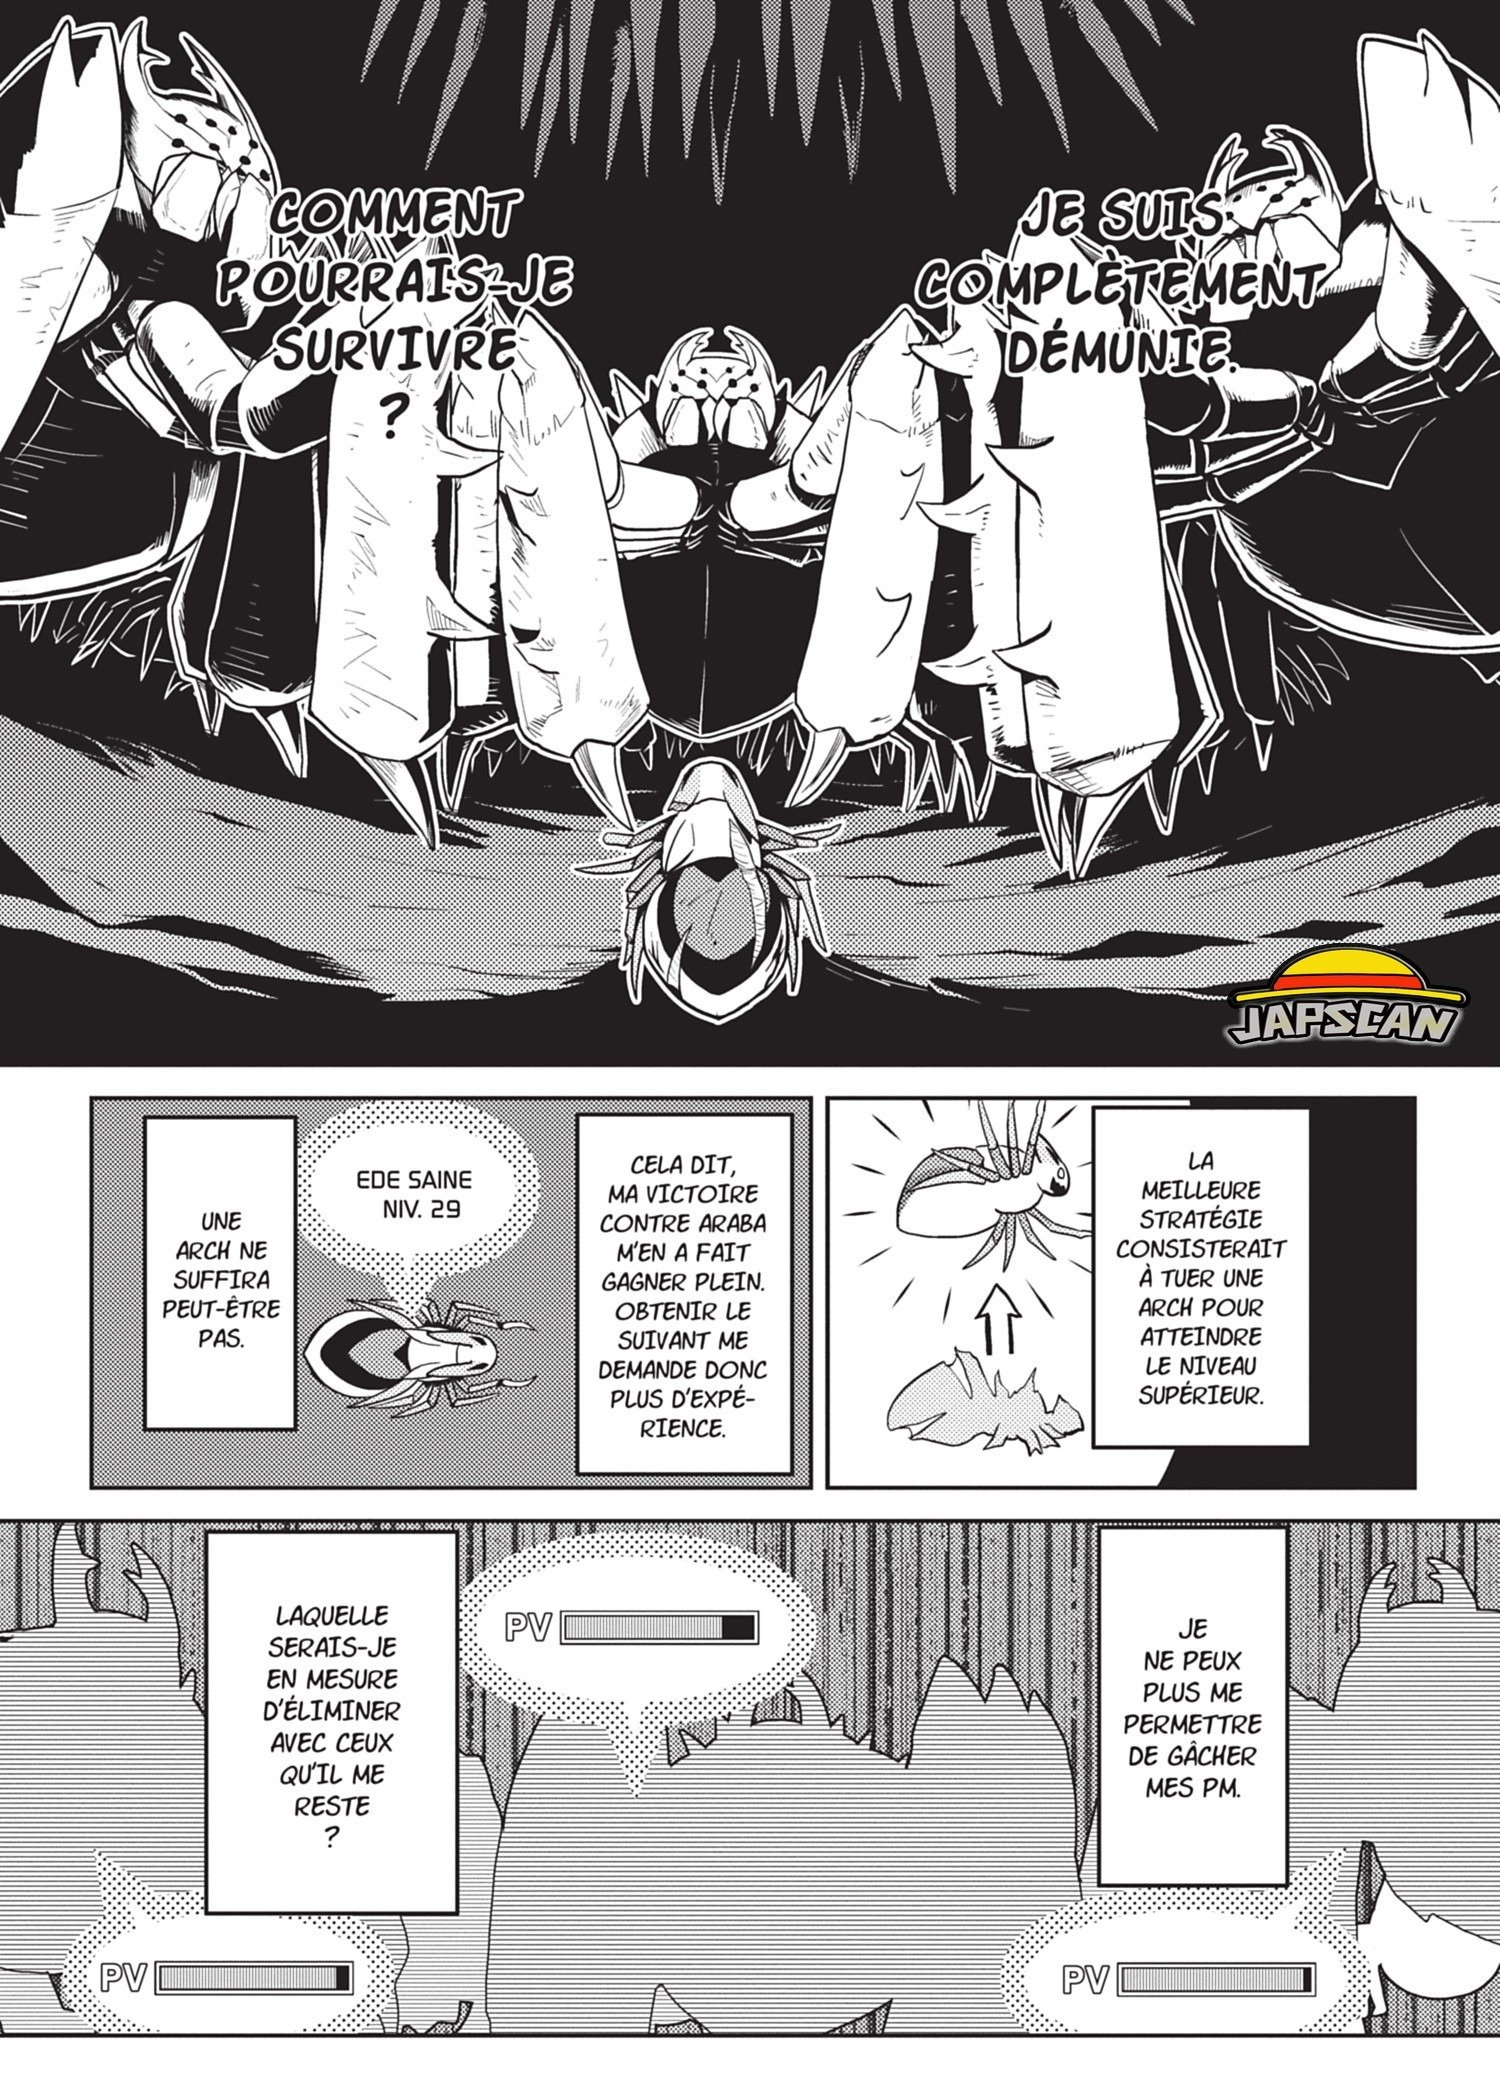 JE SUIS
COMPLÈTEMENT
DÉMUNIE.
COMMENT
POURRAIS-JE
SURVIVRE
?
JAPSCAN
LA
MEILLEURE
STRATÉGIE
CONSISTERAIT
À TUER UNE
ARCH POUR
ATTEINDRE
LE NIVEAU
SUPÉRIEUR.
CELA DIT,
MA VICTOIRE
CONTRE ARABA
M'EN A FAIT
GAGNER PLEIN.
OBTENIR LE
SUIVANT ME
DEMANDE DONC
PLUS D'EXPÉ-
RIENCE.
EDE SAINE
NIV. 29
UNE
ARCH NE
SUFFIRA
PEUT-ÊTRE
PAS.
JE
NE PEUX
PLUS ME
PERMETTRE
DE GÂCHER
MES PM.
PV
LAQUELLE
SERAIS-JE
EN MESURE
D'ÉLIMINER
AVEC CEUX
QU'IL ME
RESTE
?
PV
PV